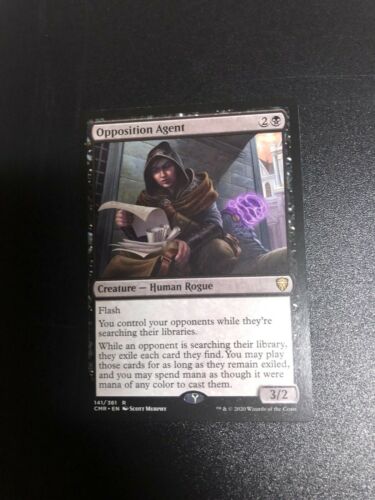 Opposition Agent 2
Creature — Human Rogue
Flash
You control your opponents while they're
searching their libraries.
While an opponent is searching their library,
they exile each card they find. You may play
those cards for as long as they remain exiled,
and you may spend mana as though it were
mana of any color to cast them.
3/2
141/361 R
CMR • EN Scott Murphy ™ & © 2020 Wizards of the Coast